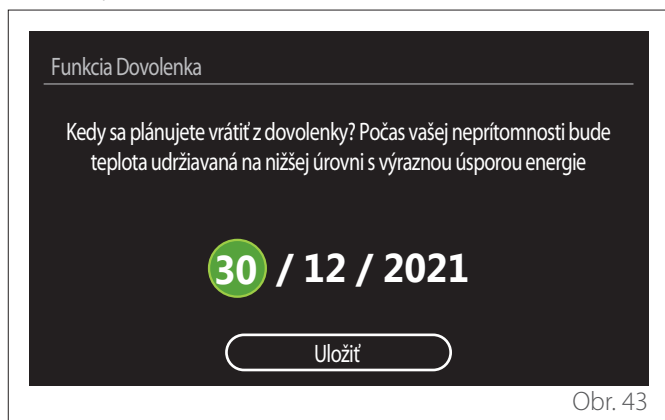 Funkcia Dovolenka
Kedy sa plánujete vrátiť z dovolenky? Počas vašej neprítomnosti bude
teplota udržiavaná na nižšej úrovni s výraznou úsporou energie
30 / 12 / 2021
Uložiť
Obr. 43